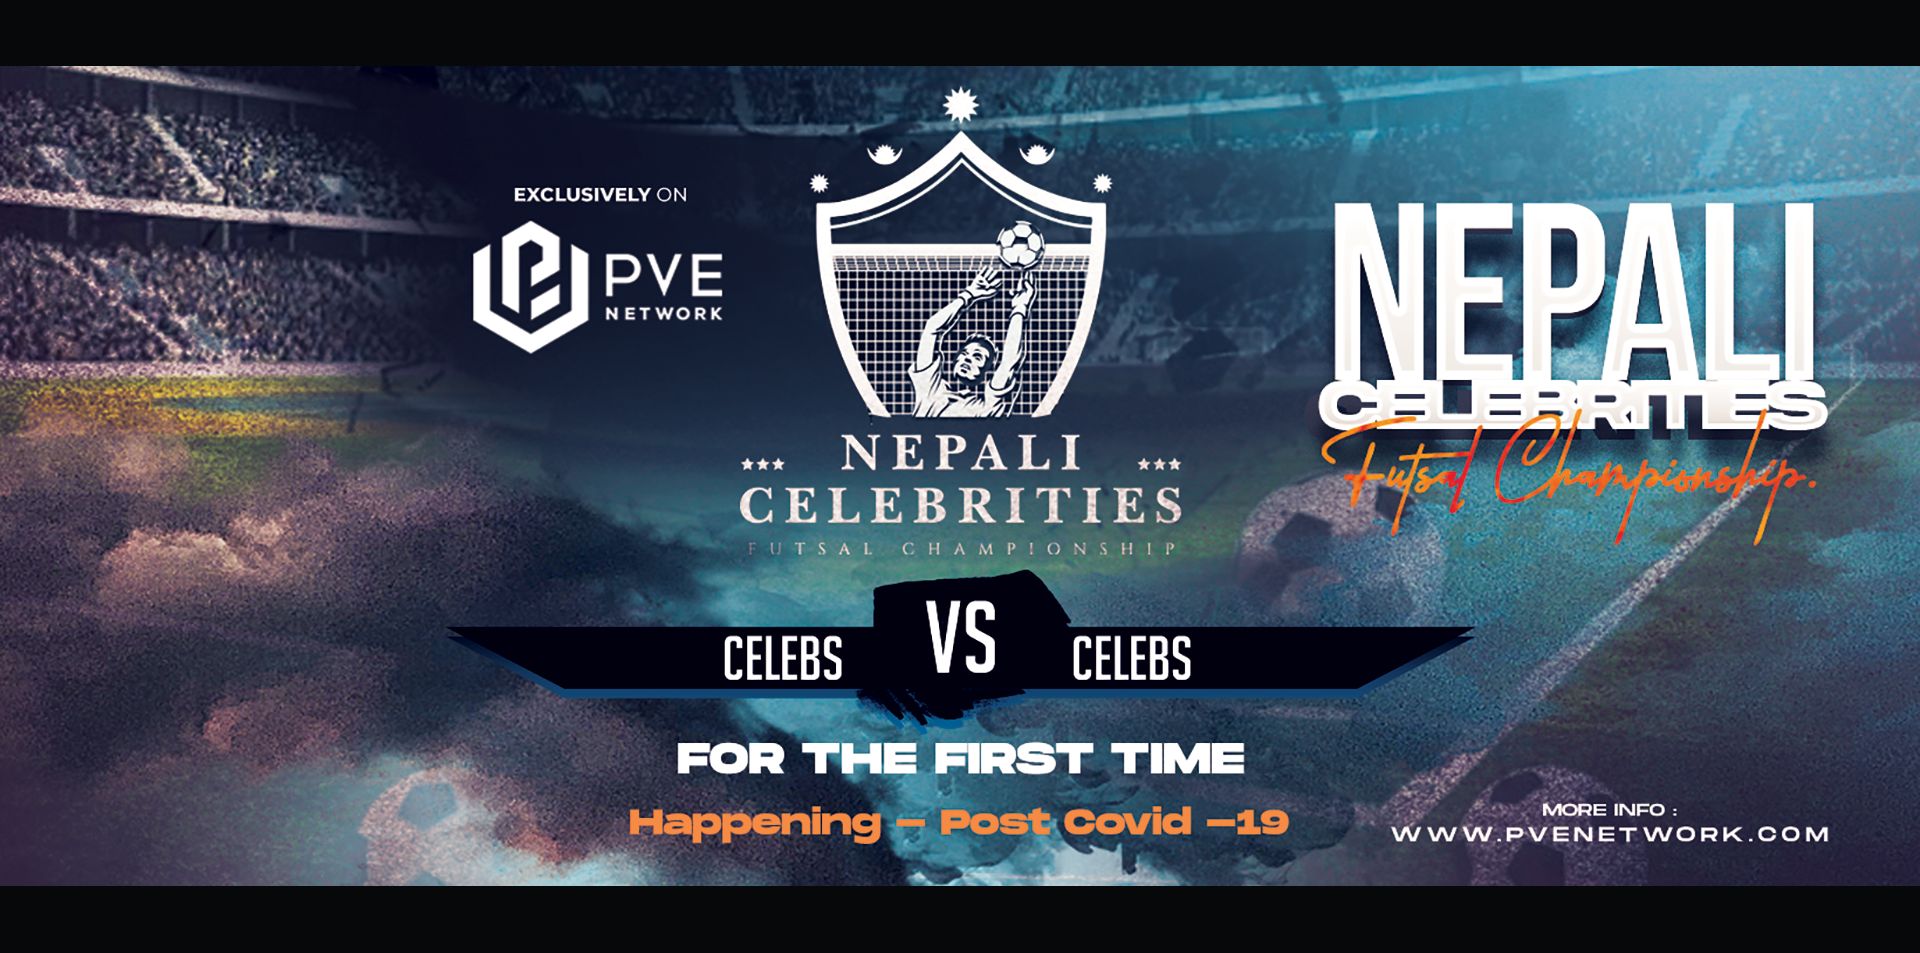 EXCLUSIVELY ON
PVE
NETWORK
NEPALI
CELEBRITIES
FUTSAL CHAMPIONSHIP
NEPALI
CELEBRITIES
Futsal Championship.
CELEBS VS CELEBS
FOR THE FIRST TIME
Happening - Post Covid -19
MORE INFO :
WWW.PVENETWORK.COM